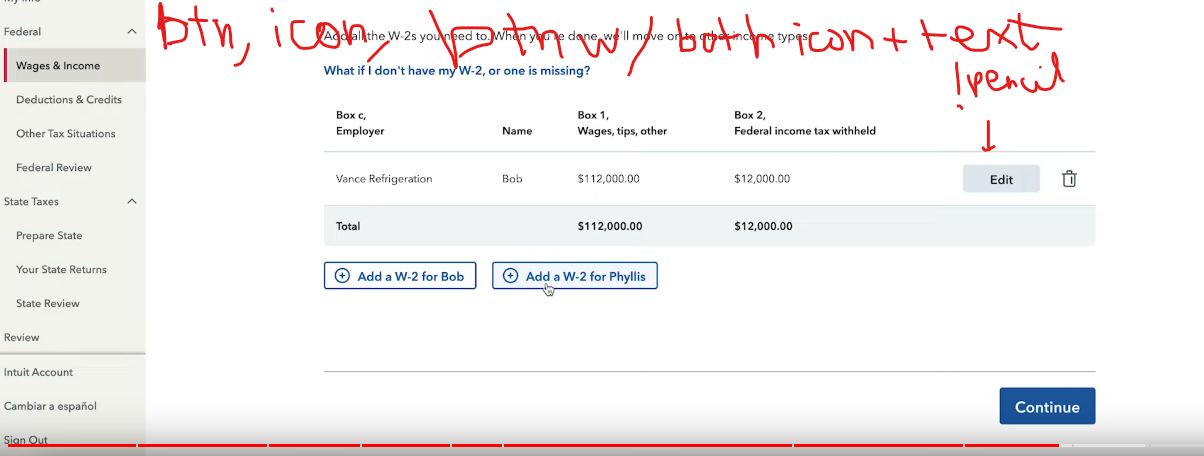 My Info
Federal
Wages & Income
Deductions & Credits
Other Tax Situations
Federal Review
State Taxes
Prepare State
Your State Returns
State Review
Review
Intuit Account
Cambiar a español
Sign Out
btn, icon, btn w/ both icon + text
!pencil
Add all the W-2s you need to. When you're done, we'll move on to other income types.
What if I don't have my W-2, or one is missing?
Box c, Employer Name Box 1, Wages, tips, other Box 2, Federal income tax withheld
Vance Refrigeration Bob $112,000.00 $12,000.00 Edit
Total $112,000.00 $12,000.00
Add a W-2 for Bob Add a W-2 for Phyllis
Continue